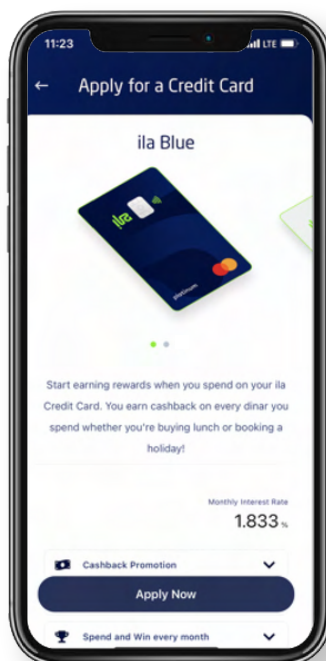 11:23
LTE
← Apply for a Credit Card
ila Blue
ila
platinum
Start earning rewards when you spend on your ila
Credit Card. You earn cashback on every dinar you
spend whether you're buying lunch or booking a
holiday!
Monthly Interest Rate
1.833 %
Cashback Promotion
Apply Now
Spend and Win every month